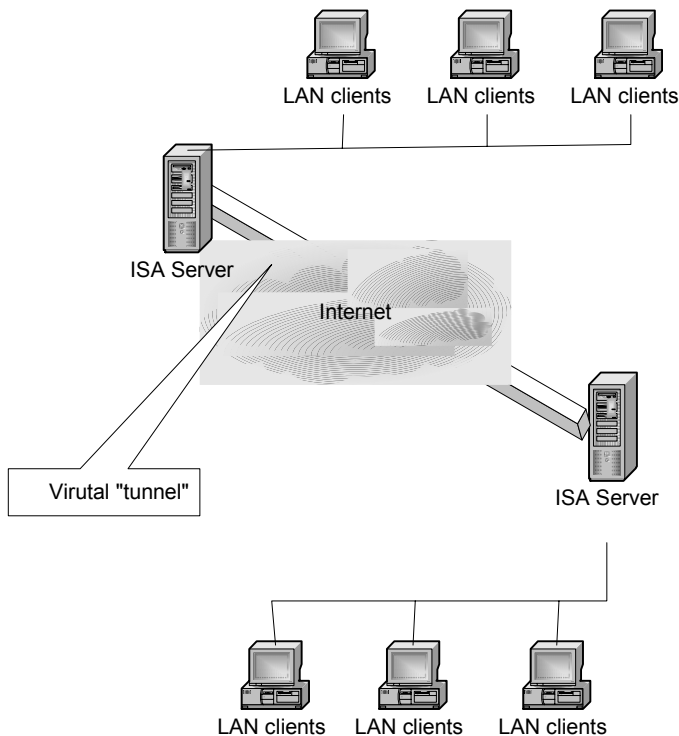 LAN clients LAN clients LAN clients
ISA Server
Internet
Virutal "tunnel"
ISA Server
LAN clients LAN clients LAN clients